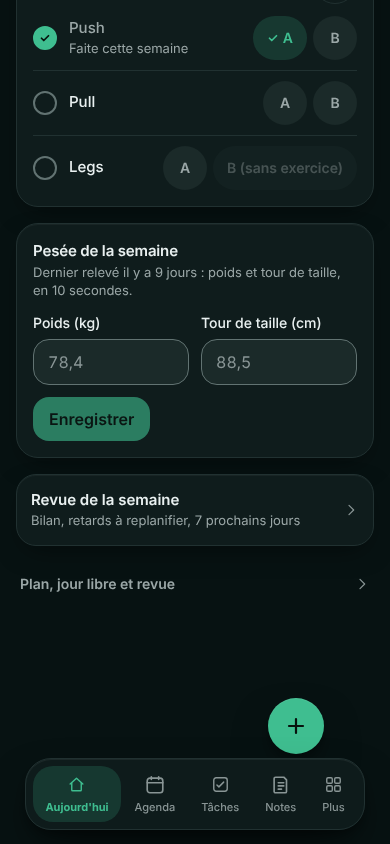 Push
Faite cette semaine
A
B
Pull
A
B
Legs
A
B (sans exercice)
Pesée de la semaine
Dernier relevé il y a 9 jours : poids et tour de taille,
en 10 secondes.
Poids (kg)
Tour de taille (cm)
78,4
88,5
Enregistrer
Revue de la semaine
Bilan, retards à replanifier, 7 prochains jours
Plan, jour libre et revue
Aujourd'hui
Agenda
Tâches
Notes
Plus